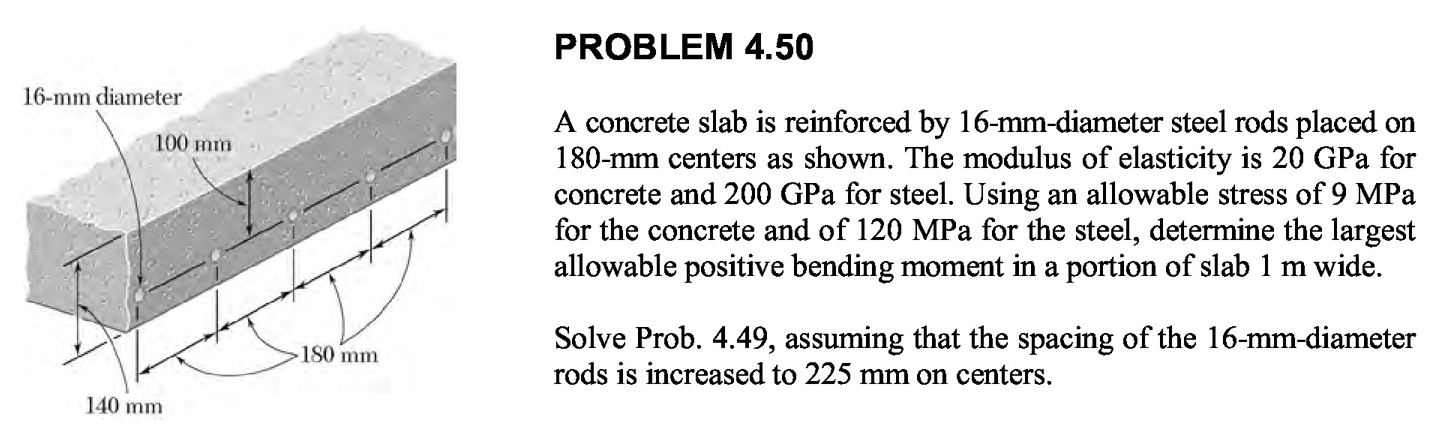 16-mm diameter
100 mm
180 mm
140 mm
PROBLEM 4.50
A concrete slab is reinforced by 16-mm-diameter steel rods placed on
180-mm centers as shown. The modulus of elasticity is 20 GPa for
concrete and 200 GPa for steel. Using an allowable stress of 9 MPa
for the concrete and of 120 MPa for the steel, determine the largest
allowable positive bending moment in a portion of slab 1 m wide.
Solve Prob. 4.49, assuming that the spacing of the 16-mm-diameter
rods is increased to 225 mm on centers.